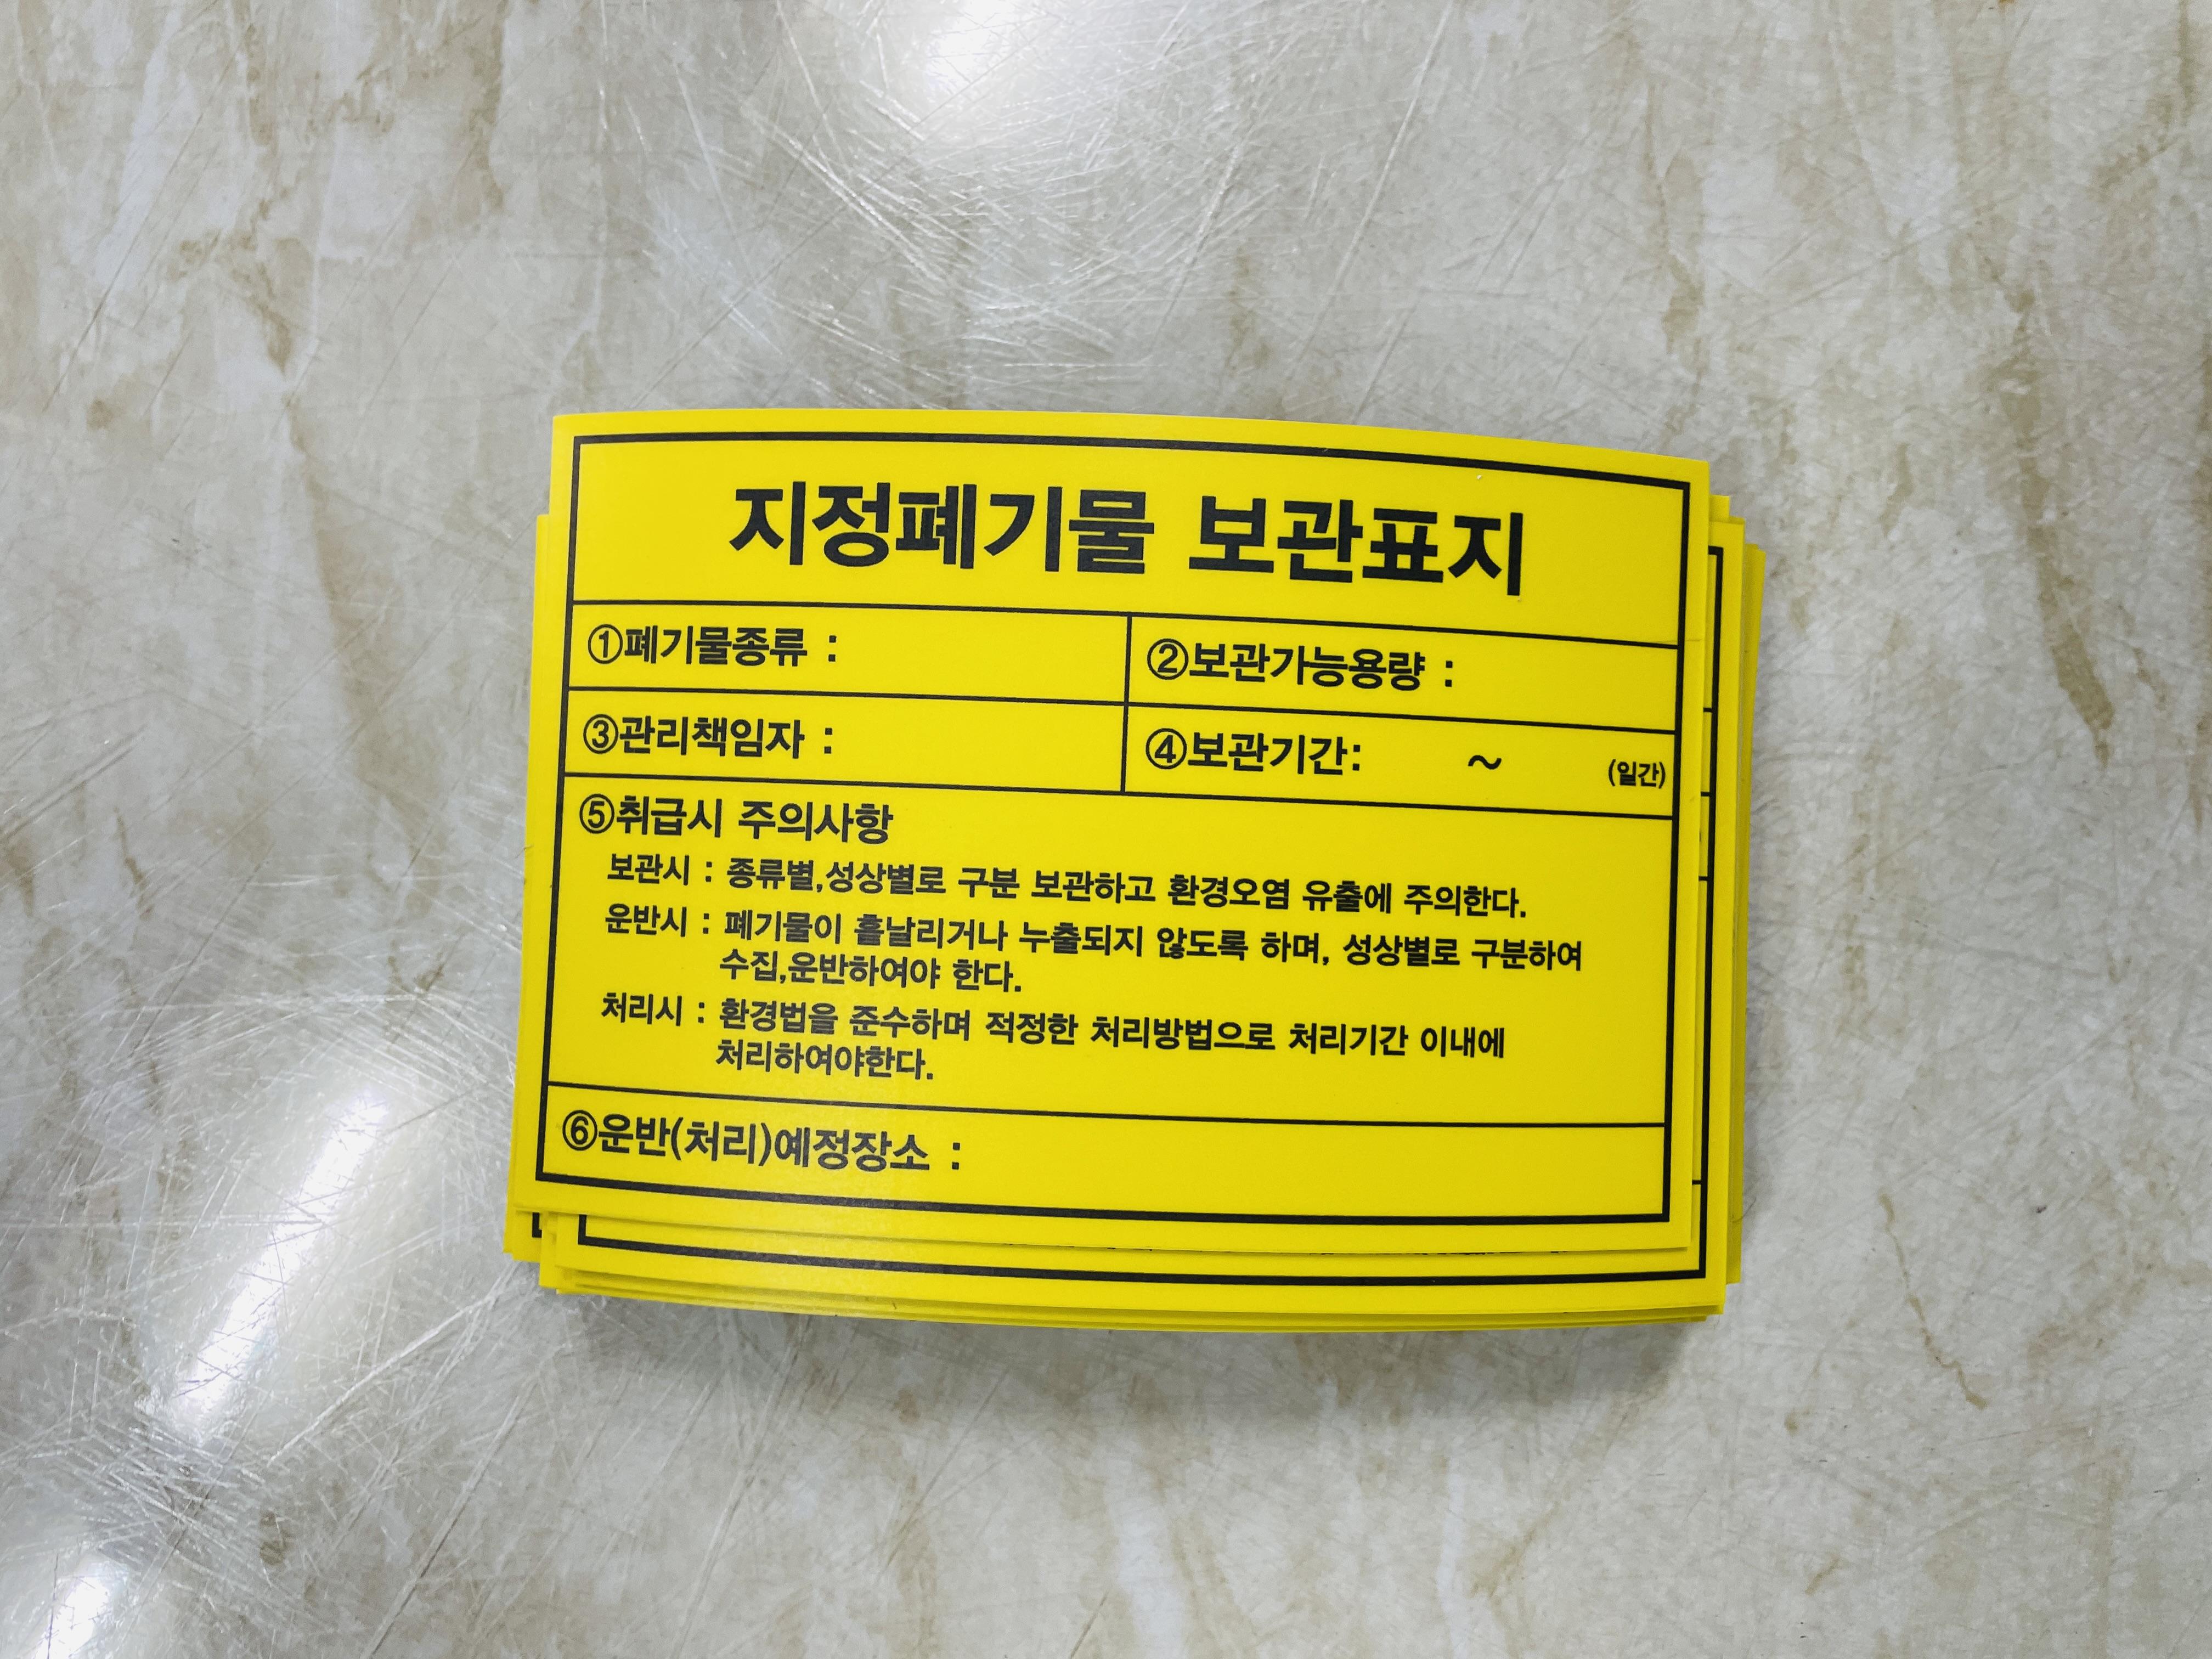 지정폐기물 보관표지
①폐기물종류 :
②보관가능용량 :
③관리책임자 :
④보관기간: ~ (일간)
⑤취급시 주의사항
보관시 : 종류별,성상별로 구분 보관하고 환경오염 유출에 주의한다.
운반시 : 폐기물이 흩날리거나 누출되지 않도록 하며, 성상별로 구분하여
수집,운반하여야 한다.
처리시 : 환경법을 준수하며 적정한 처리방법으로 처리기간 이내에
처리하여야한다.
⑥운반(처리)예정장소 :